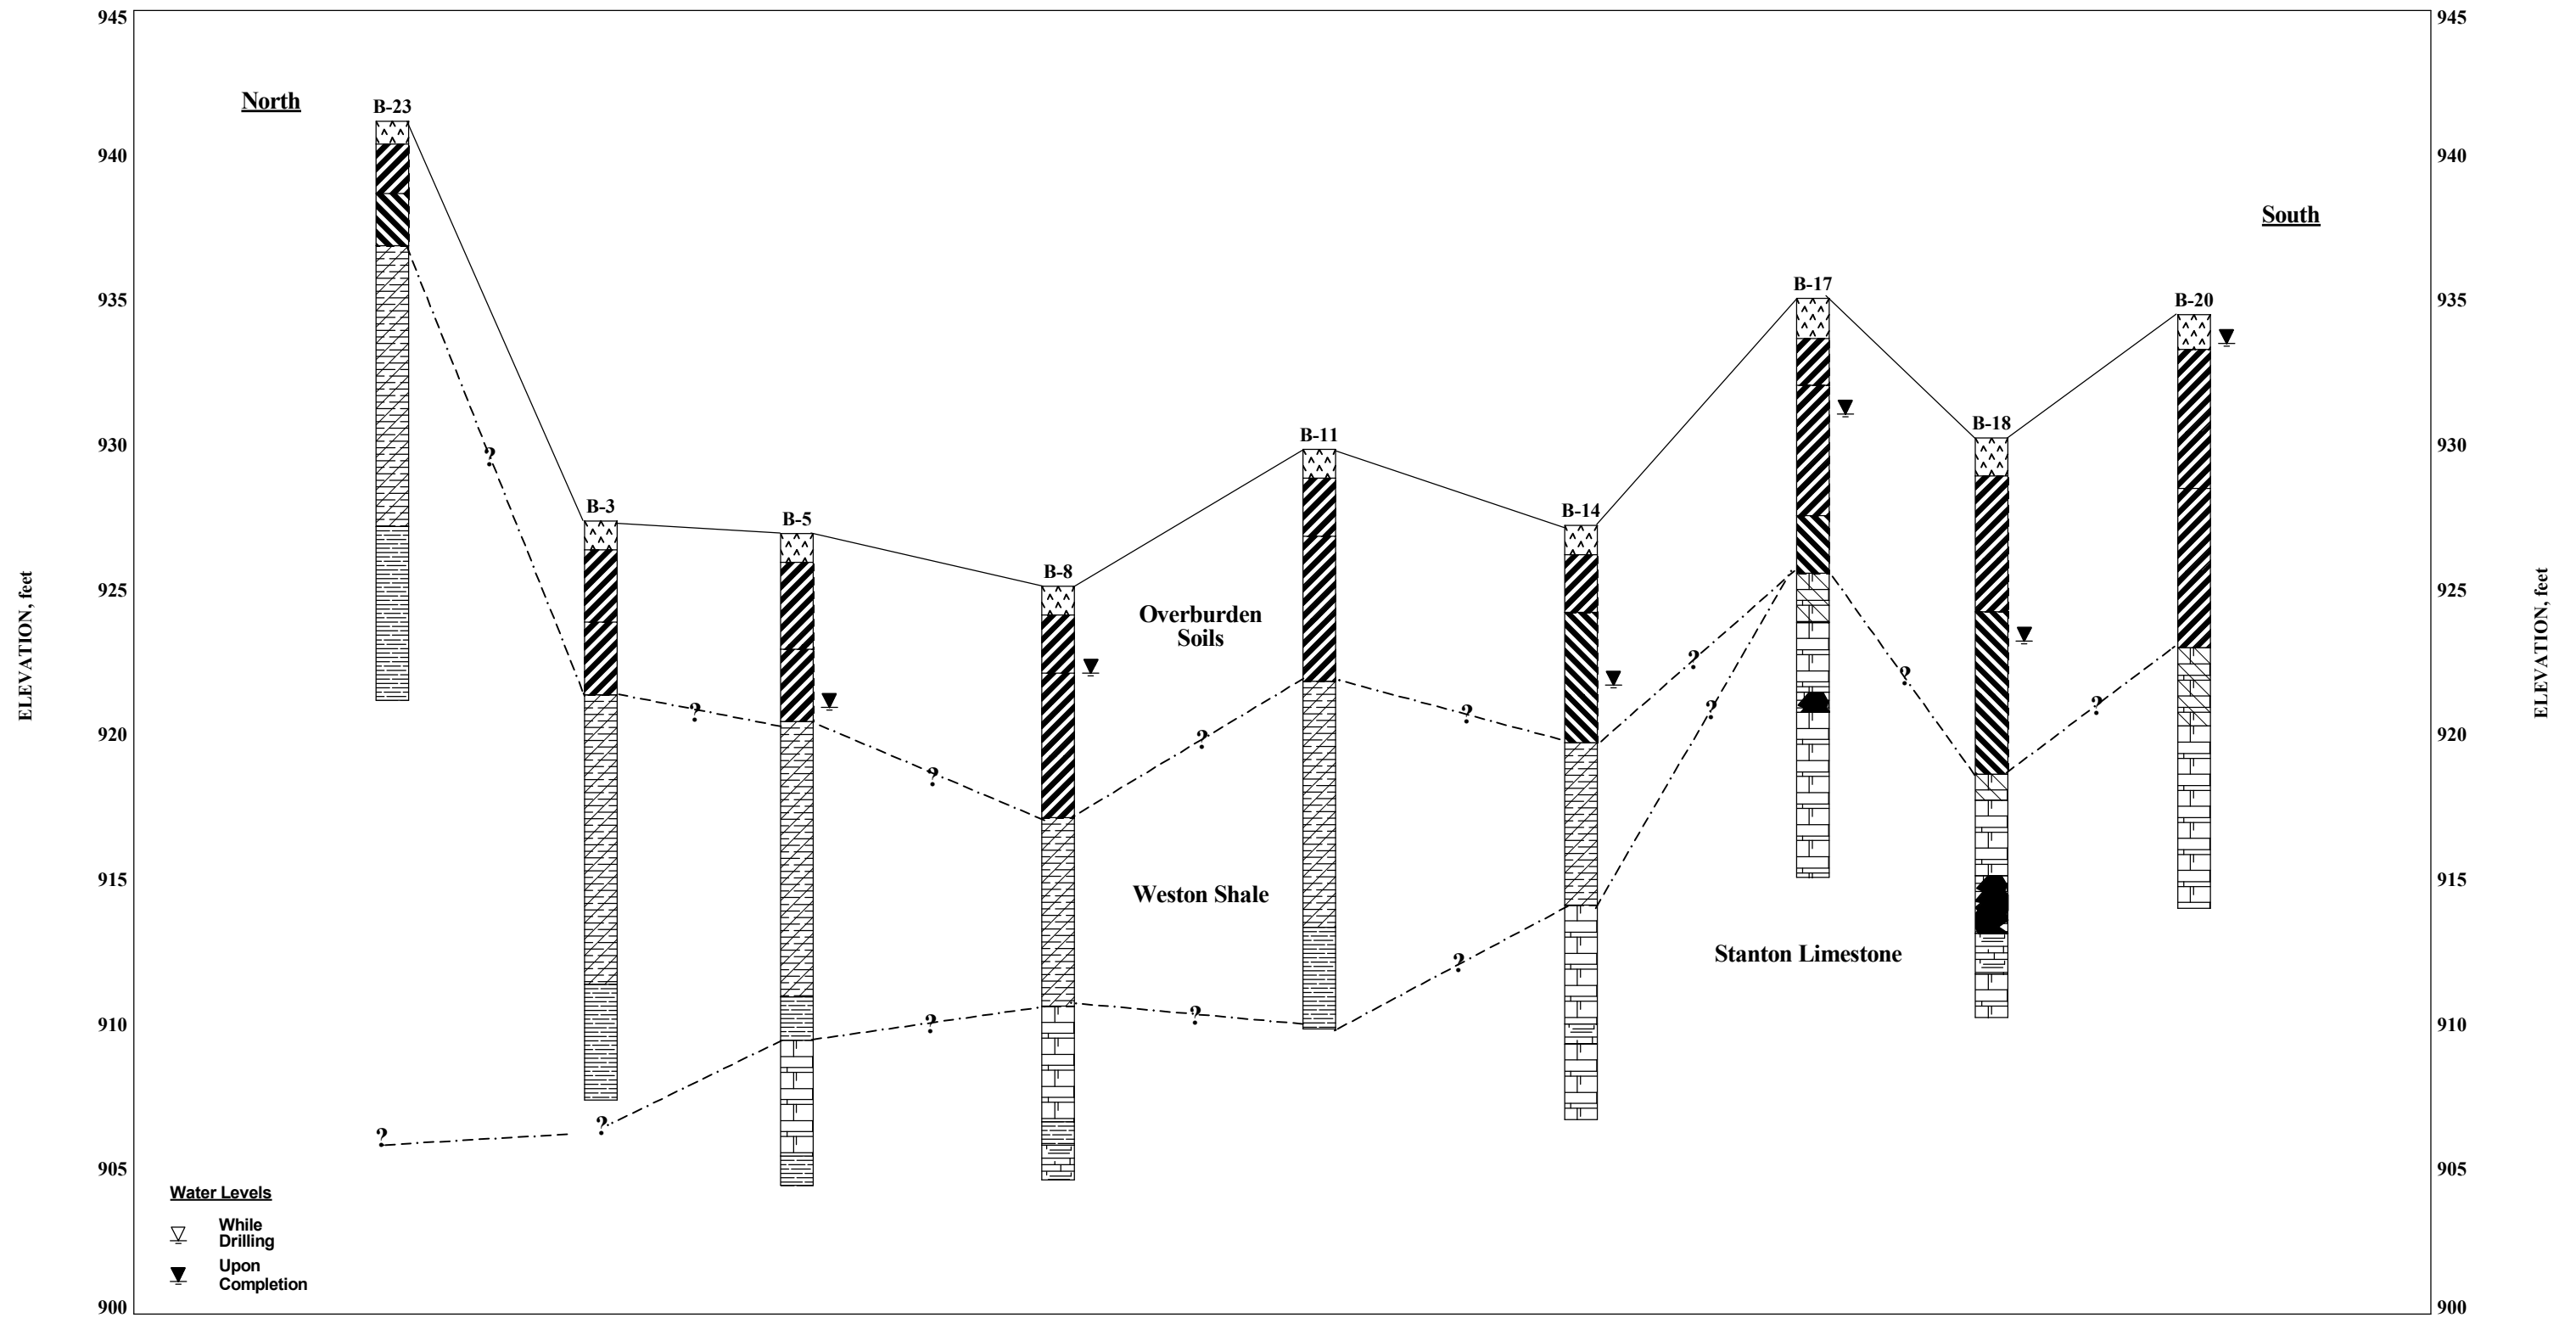 945
945
North
B-23
940
940
South
935
B-17
935
B-20
?
930
B-11
B-18
930
B-3
B-5
B-14
B-8
925
Overburden
Soils
925
ELEVATION, feet
ELEVATION, feet
?
?
?
?
?
?
?
920
?
?
920
915
Weston Shale
915
Stanton Limestone
?
910
?
?
910
?
?
905
905
Water Levels
While
Drilling
Upon
Completion
900
900